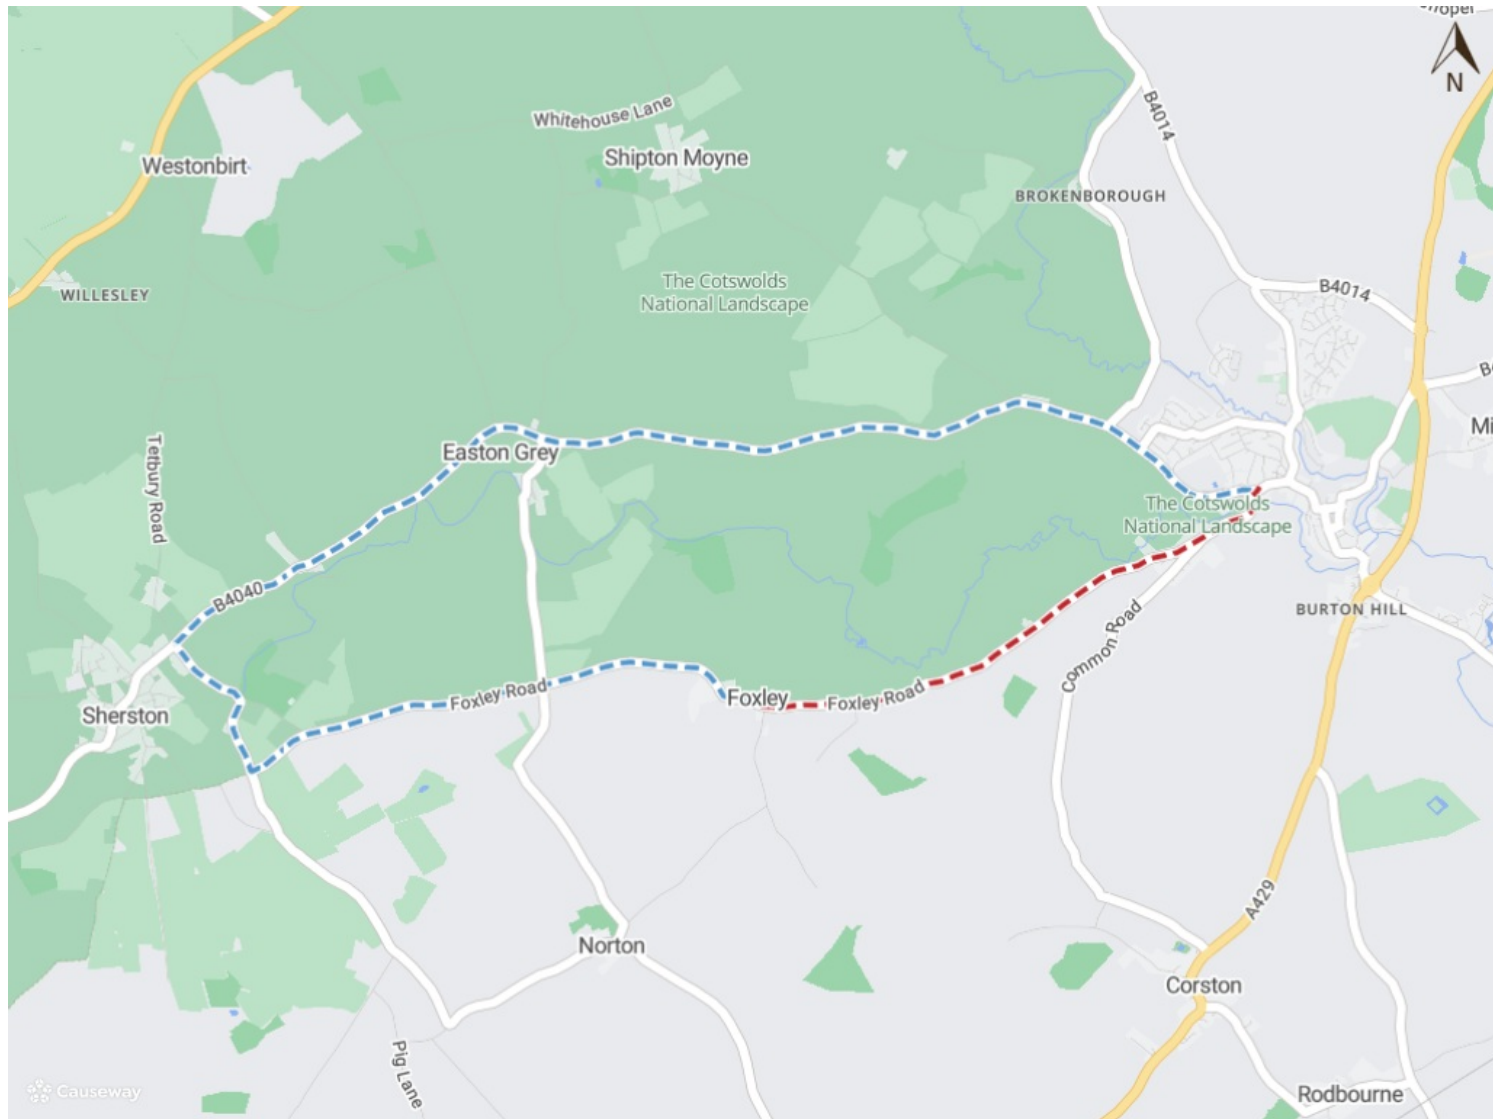 N
B4014
Whitehouse Lane
Shipton Moyne
Westonbirt
BROKENBOROUGH
The Cotswolds
National Landscape
WILLESLEY
B4014
Easton Grey
Tetbury Road
The Cotswolds
National Landscape
B4040
BURTON HILL
Common Road
Foxley Road
Foxley
Foxley Road
Sherston
A429
Norton
Corston
Pig Lane
Causeway
Rodbourne